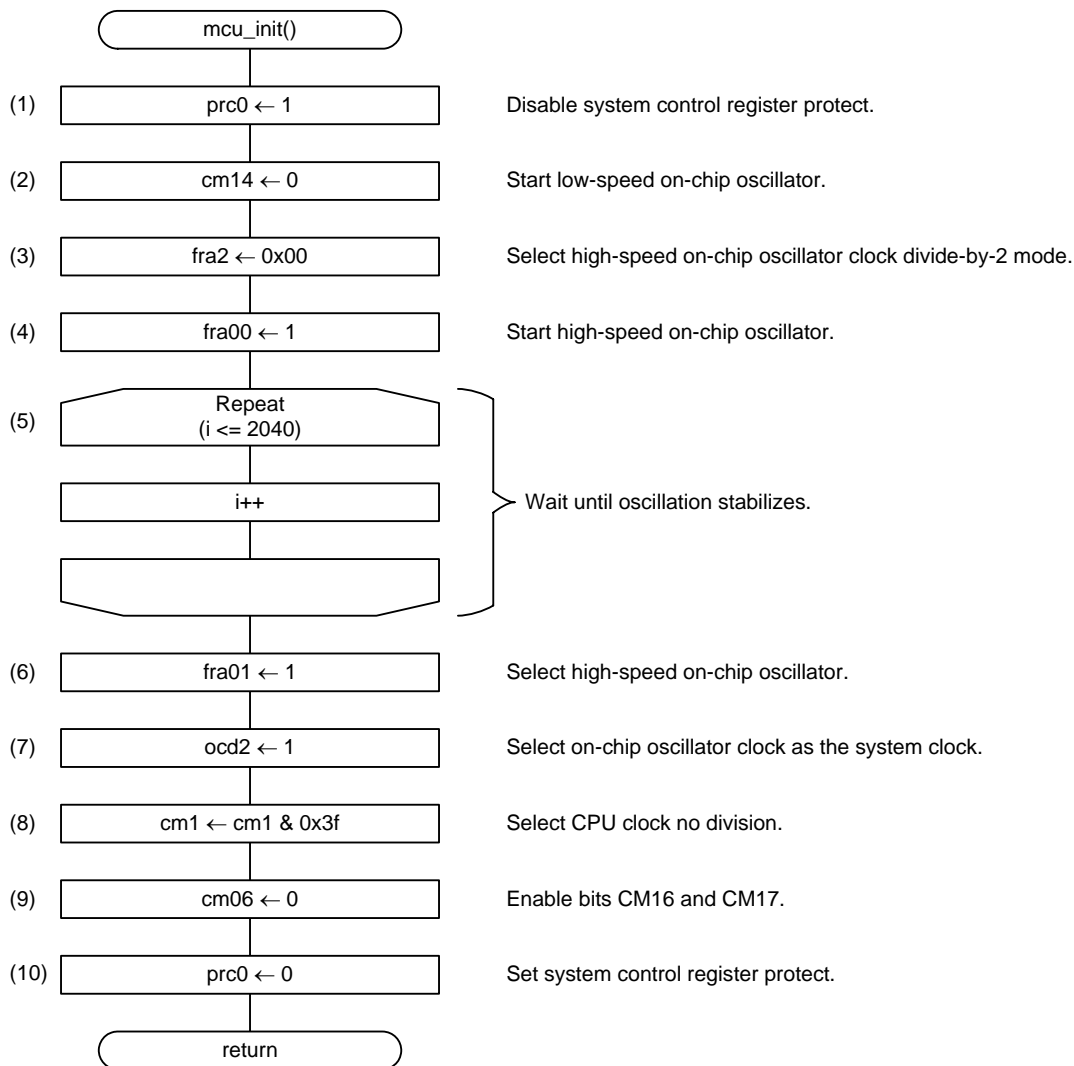 mcu_init()
(1) prc0 ← 1 Disable system control register protect.
(2) cm14 ← 0 Start low-speed on-chip oscillator.
(3) fra2 ← 0x00 Select high-speed on-chip oscillator clock divide-by-2 mode.
(4) fra00 ← 1 Start high-speed on-chip oscillator.
(5) Repeat
(i <= 2040)
i++ Wait until oscillation stabilizes.
(6) fra01 ← 1 Select high-speed on-chip oscillator.
(7) ocd2 ← 1 Select on-chip oscillator clock as the system clock.
(8) cm1 ← cm1 & 0x3f Select CPU clock no division.
(9) cm06 ← 0 Enable bits CM16 and CM17.
(10) prc0 ← 0 Set system control register protect.
return